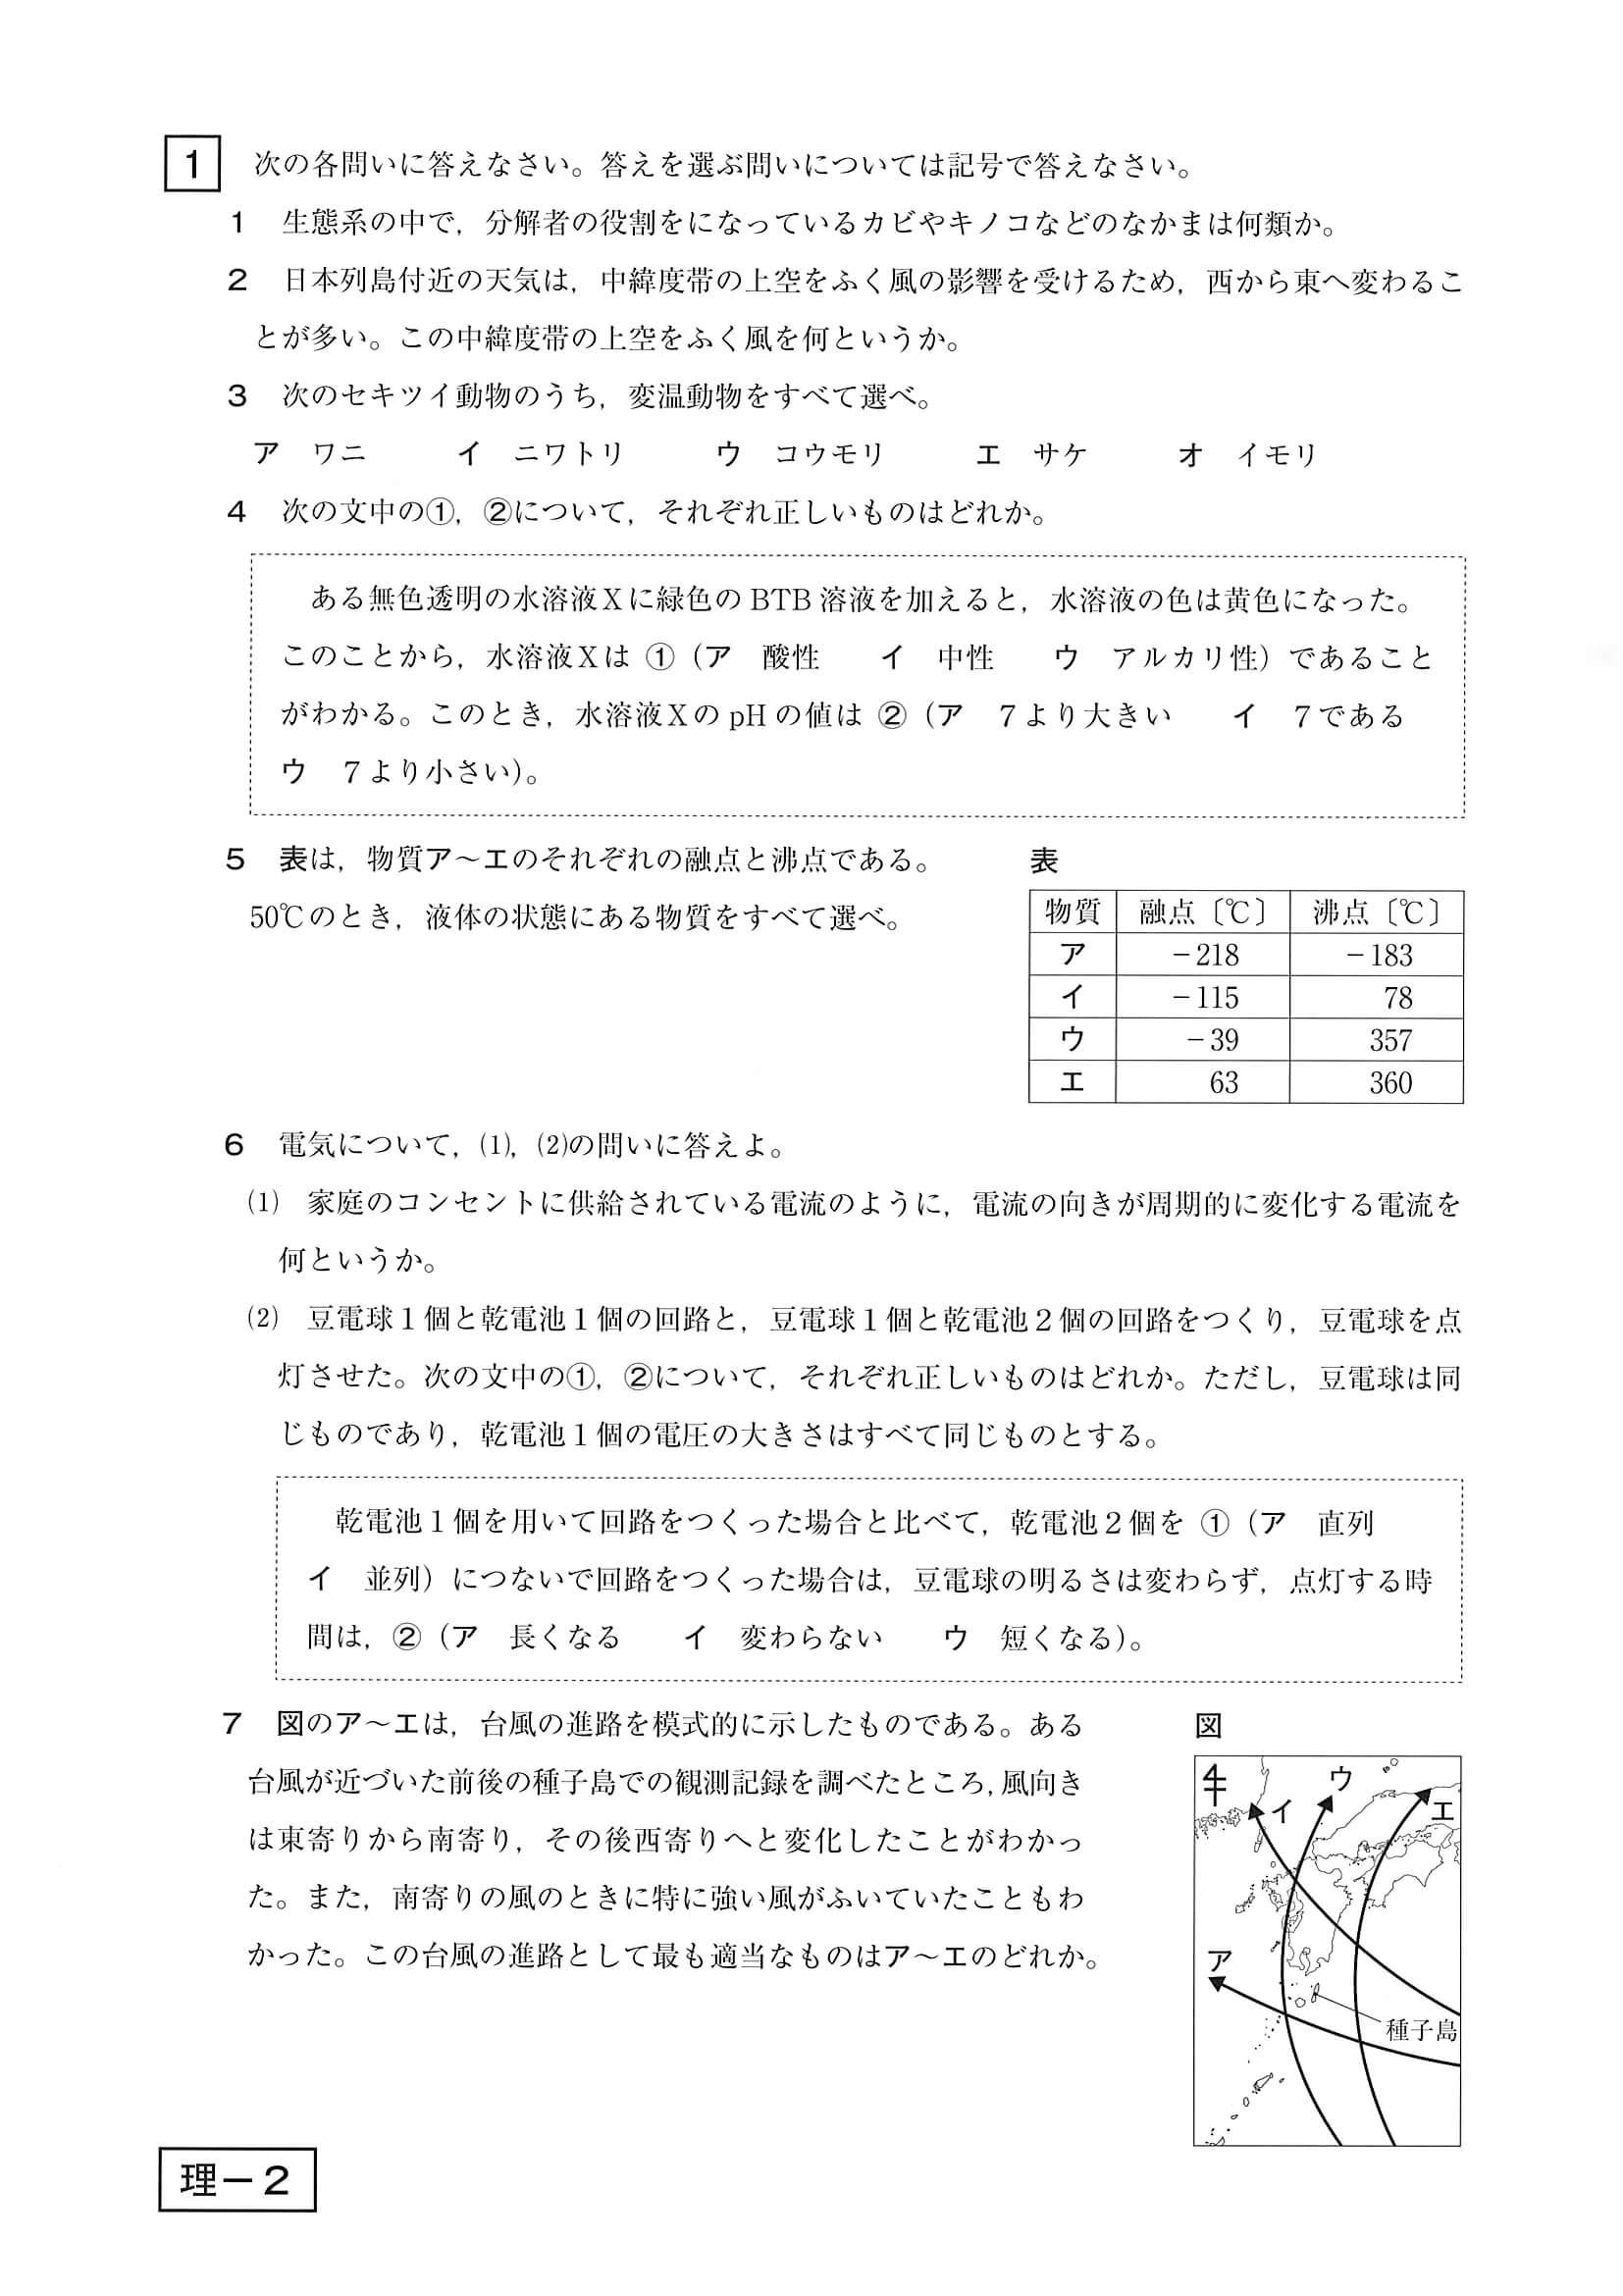 1 次の各問いに答えなさい。答えを選ぶ問いについては記号で答えなさい。
1 生態系の中で，分解者の役割をになっているカビやキノコなどのなかまは何類か。
2 日本列島付近の天気は，中緯度帯の上空をふく風の影響を受けるため，西から東へ変わるこ
とが多い。この中緯度帯の上空をふく風を何というか。
3 次のセキツイ動物のうち，変温動物をすべて選べ。
ア ワニ イ ニワトリ ウ コウモリ エ サケ オ イモリ
4 次の文中の①，②について，それぞれ正しいものはどれか。
ある無色透明の水溶液Ｘに緑色の BTB 溶液を加えると，水溶液の色は黄色になった。
このことから，水溶液Ｘは ①（ア 酸性 イ 中性 ウ アルカリ性）であること
がわかる。このとき，水溶液Ｘの pH の値は ②（ア 7より大きい イ 7である
ウ 7より小さい）。
5 表は，物質ア～エのそれぞれの融点と沸点である。
50℃のとき，液体の状態にある物質をすべて選べ。
表
物質 融点〔℃〕 沸点〔℃〕
ア －218 －183
イ －115 78
ウ －39 357
エ 63 360
6 電気について，⑴，⑵の問いに答えよ。
⑴ 家庭のコンセントに供給されている電流のように，電流の向きが周期的に変化する電流を
何というか。
⑵ 豆電球１個と乾電池１個の回路と，豆電球１個と乾電池２個の回路をつくり，豆電球を点
灯させた。次の文中の①，②について，それぞれ正しいものはどれか。ただし，豆電球は同
じものであり，乾電池１個の電圧の大きさはすべて同じものとする。
乾電池１個を用いて回路をつくった場合と比べて，乾電池２個を ①（ア 直列
イ 並列）につないで回路をつくった場合は，豆電球の明るさは変わらず，点灯する時
間は，②（ア 長くなる イ 変わらない ウ 短くなる）。
7 図のア～エは，台風の進路を模式的に示したものである。ある
台風が近づいた前後の種子島での観測記録を調べたところ，風向き
は東寄りから南寄り，その後西寄りへと変化したことがわかっ
た。また，南寄りの風のときに特に強い風がふいていたこともわ
かった。この台風の進路として最も適当なものはア～エのどれか。
図
ウ
イ
エ
ア
種子島
理－2